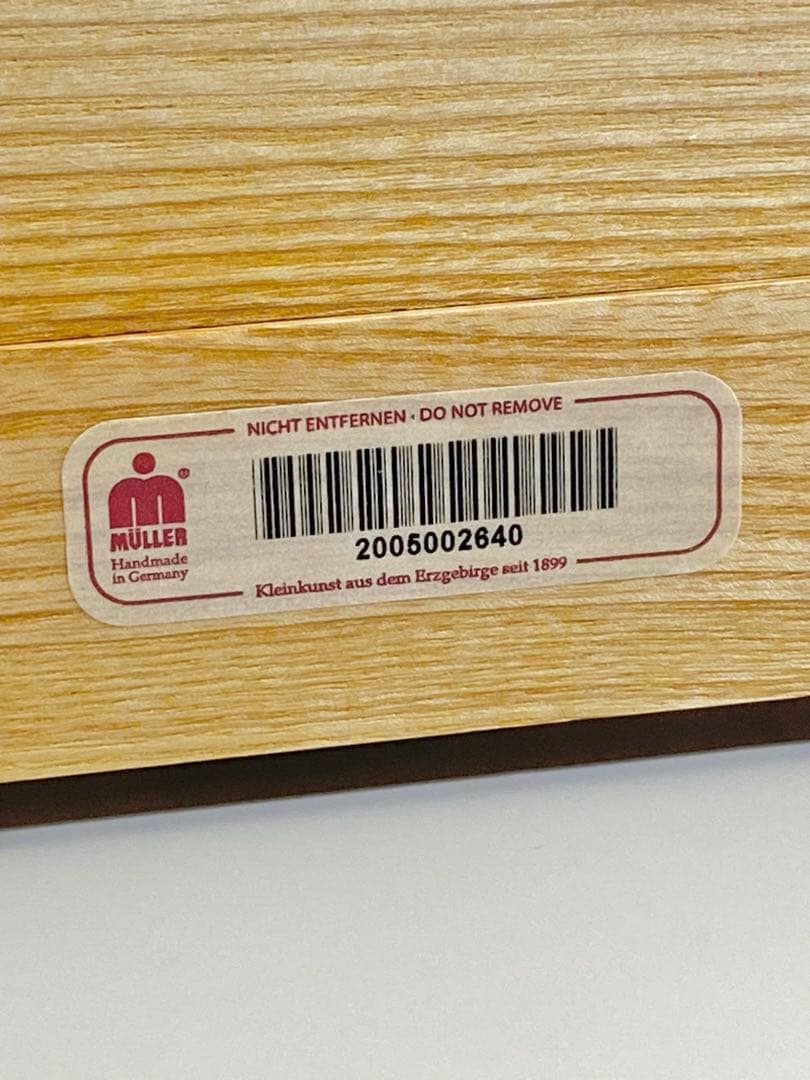 NICHT ENTFERNEN · DO NOT REMOVE
MÜLLER®
Handmade
in Germany
2005002640
Kleinkunst aus dem Erzgebirge seit 1899